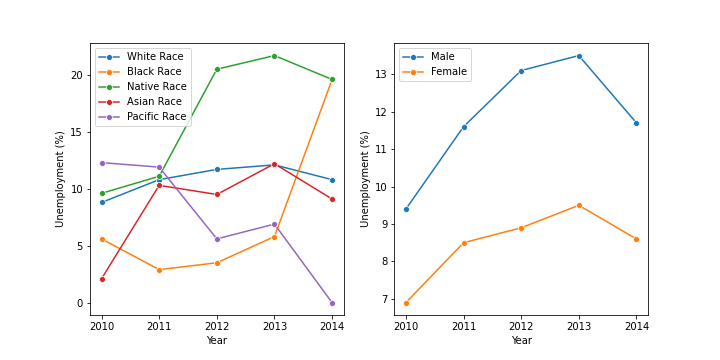 White Race
Black Race
Native Race
Asian Race
Pacific Race
20
15
10
5
0
Unemployment (%)
2010 2011 2012 2013 2014
Year
Male
Female
13
12
11
10
9
8
7
Unemployment (%)
2010 2011 2012 2013 2014
Year